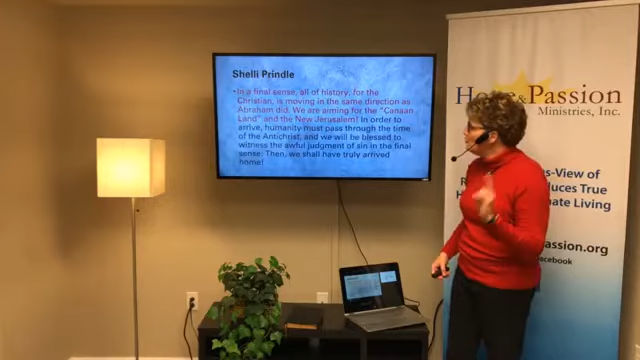 Shelli Prindle
•In a final sense, all of history, for the
Christian, is moving in the same direction as
Abraham did. We are aiming for the "Canaan
Land" and the New Jerusalem! In order to
arrive, humanity must pass through the time
of the Antichrist, and we will be blessed to
witness the awful judgment of sin in the final
sense: Then, we shall have truly arrived
home!
Passion
Ministries, Inc.
s-View of
duces True
ate Living
assion.org
cebook